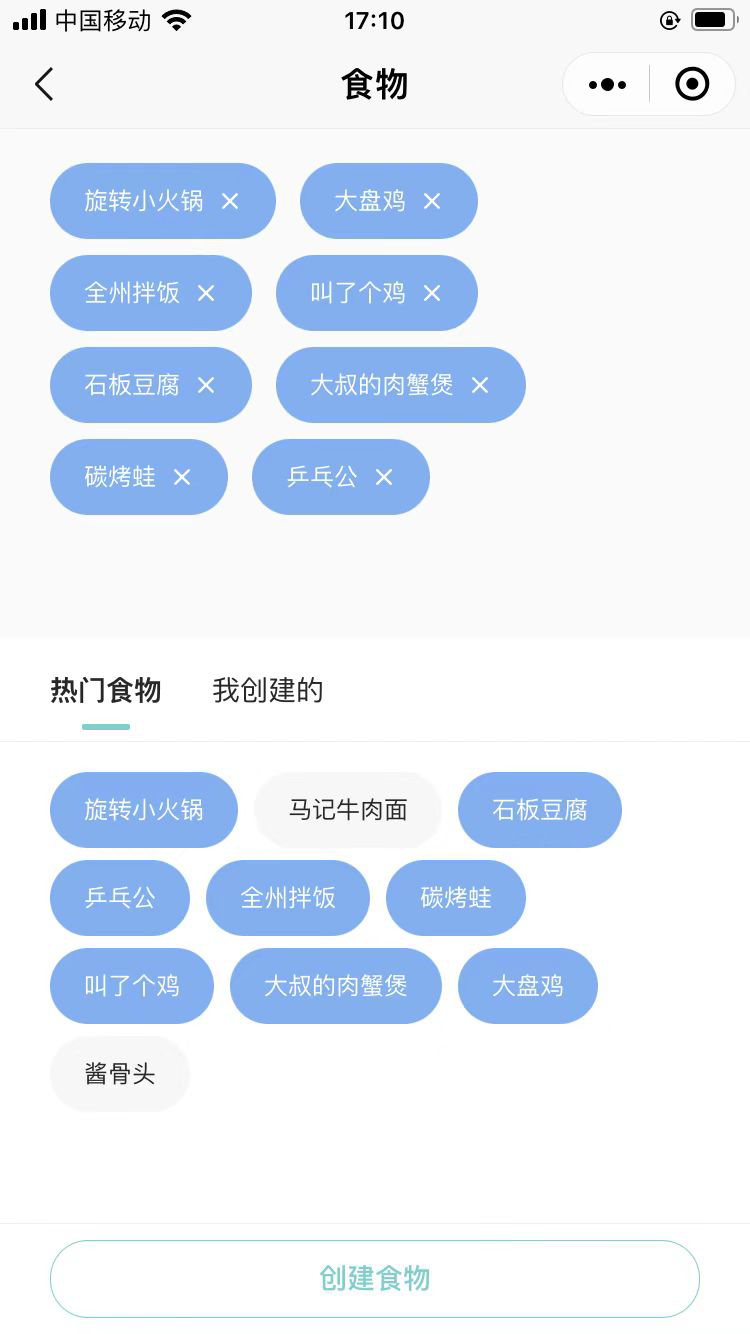 中国移动 17:10
食物
旋转小火锅 × 大盘鸡 ×
全州拌饭 × 叫了个鸡 ×
石板豆腐 × 大叔的肉蟹煲 ×
碳烤蛙 × 乒乓公 ×
热门食物 我创建的
旋转小火锅 马记牛肉面 石板豆腐
乒乓公 全州拌饭 碳烤蛙
叫了个鸡 大叔的肉蟹煲 大盘鸡
酱骨头
创建食物